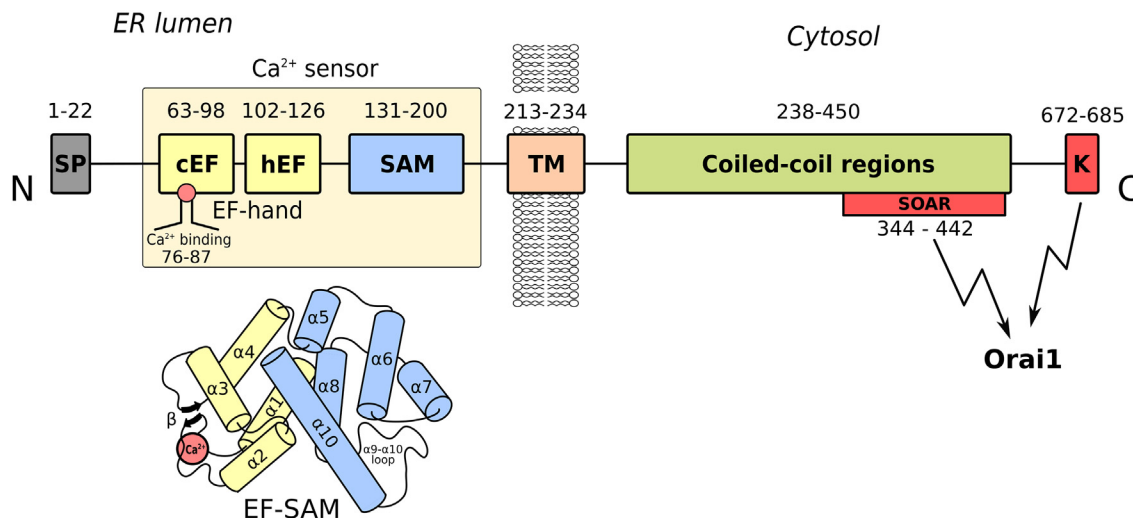 ER lumen
Cytosol
Ca²⁺ sensor
1-22
63-98
102-126
131-200
213-234
238-450
672-685
SP
cEF
hEF
SAM
TM
Coiled-coil regions
K
N
C
EF-hand
SOAR
Ca²⁺ binding
76-87
344 - 442
Orai1
α5
α4
α6
α3
α8
α7
α1
β
α10
Ca²⁺
α2
α9-α10
loop
EF-SAM